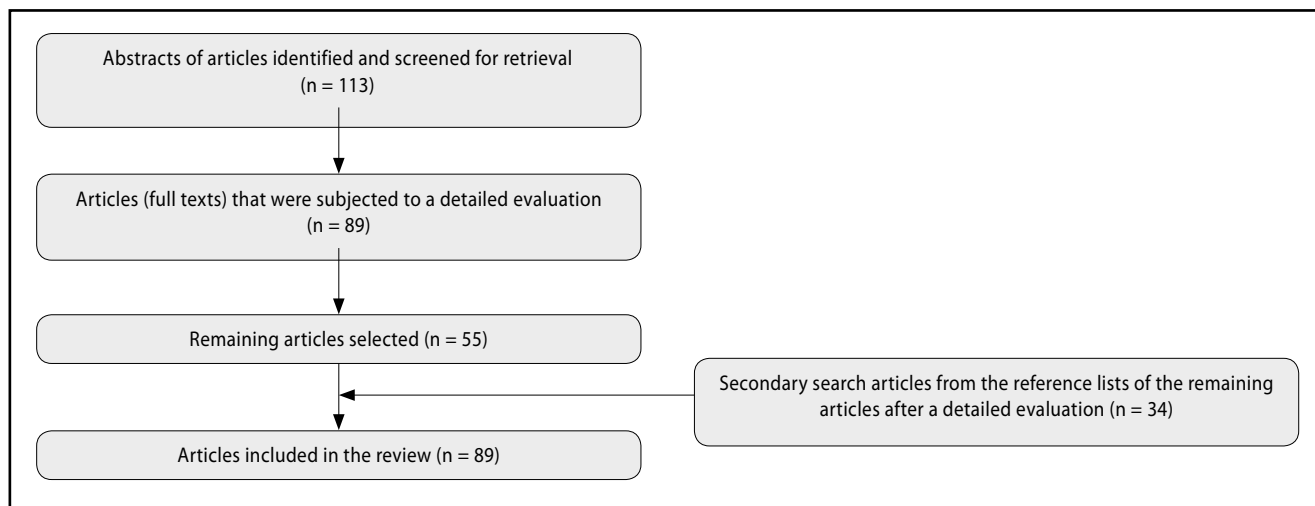 Abstracts of articles identified and screened for retrieval
(n = 113)
Articles (full texts) that were subjected to a detailed evaluation
(n = 89)
Remaining articles selected (n = 55)
Secondary search articles from the reference lists of the remaining
articles after a detailed evaluation (n = 34)
Articles included in the review (n = 89)